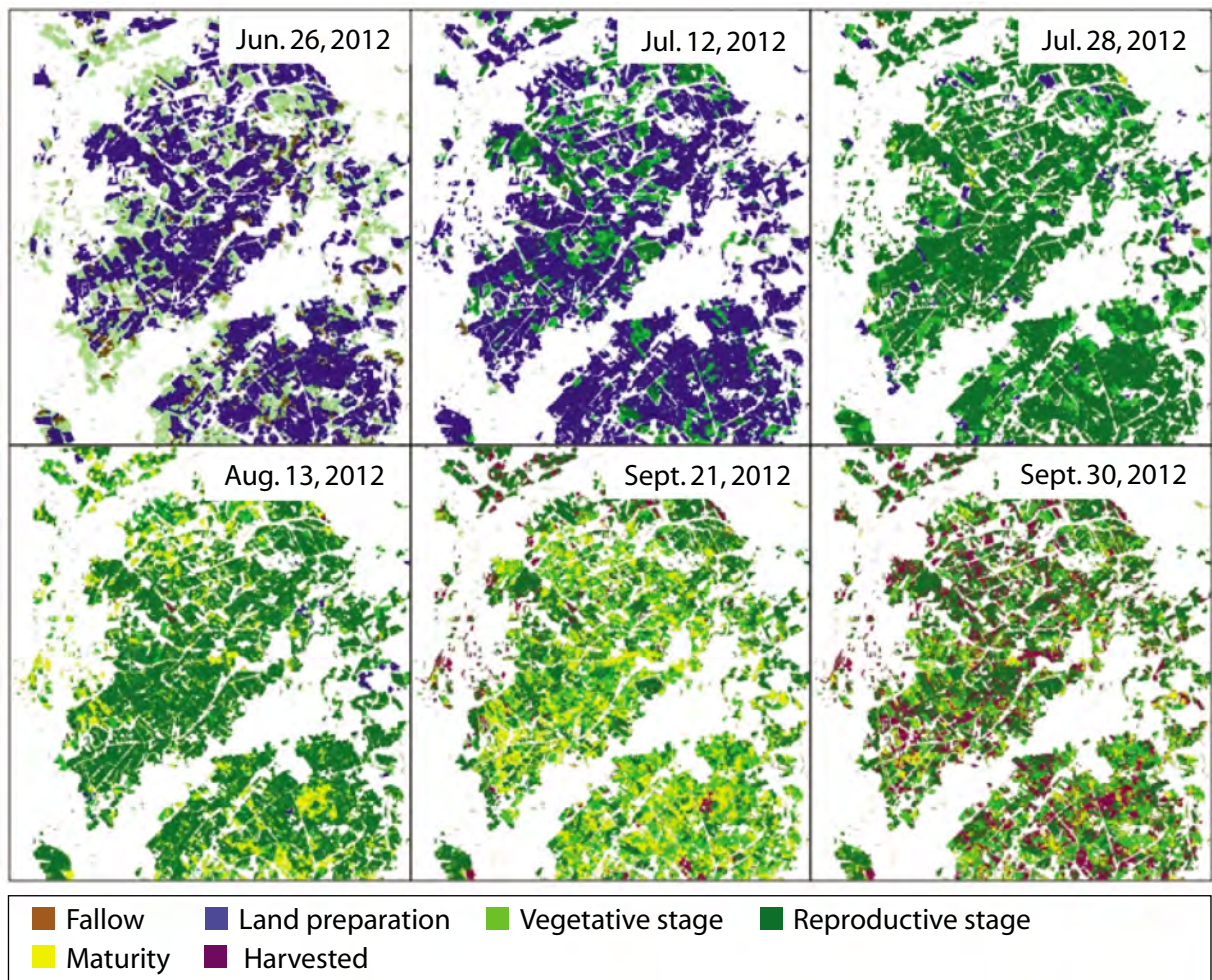 Jun. 26, 2012
Jul. 12, 2012
Jul. 28, 2012
Aug. 13, 2012
Sept. 21, 2012
Sept. 30, 2012
Fallow
Land preparation
Vegetative stage
Reproductive stage
Maturity
Harvested